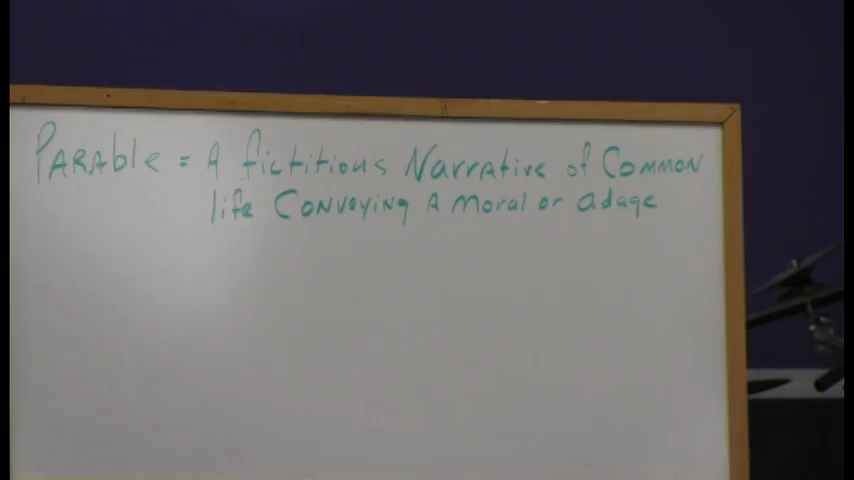 PARAble = A fictitious Narrative of Common
life Conveying A Moral or adage